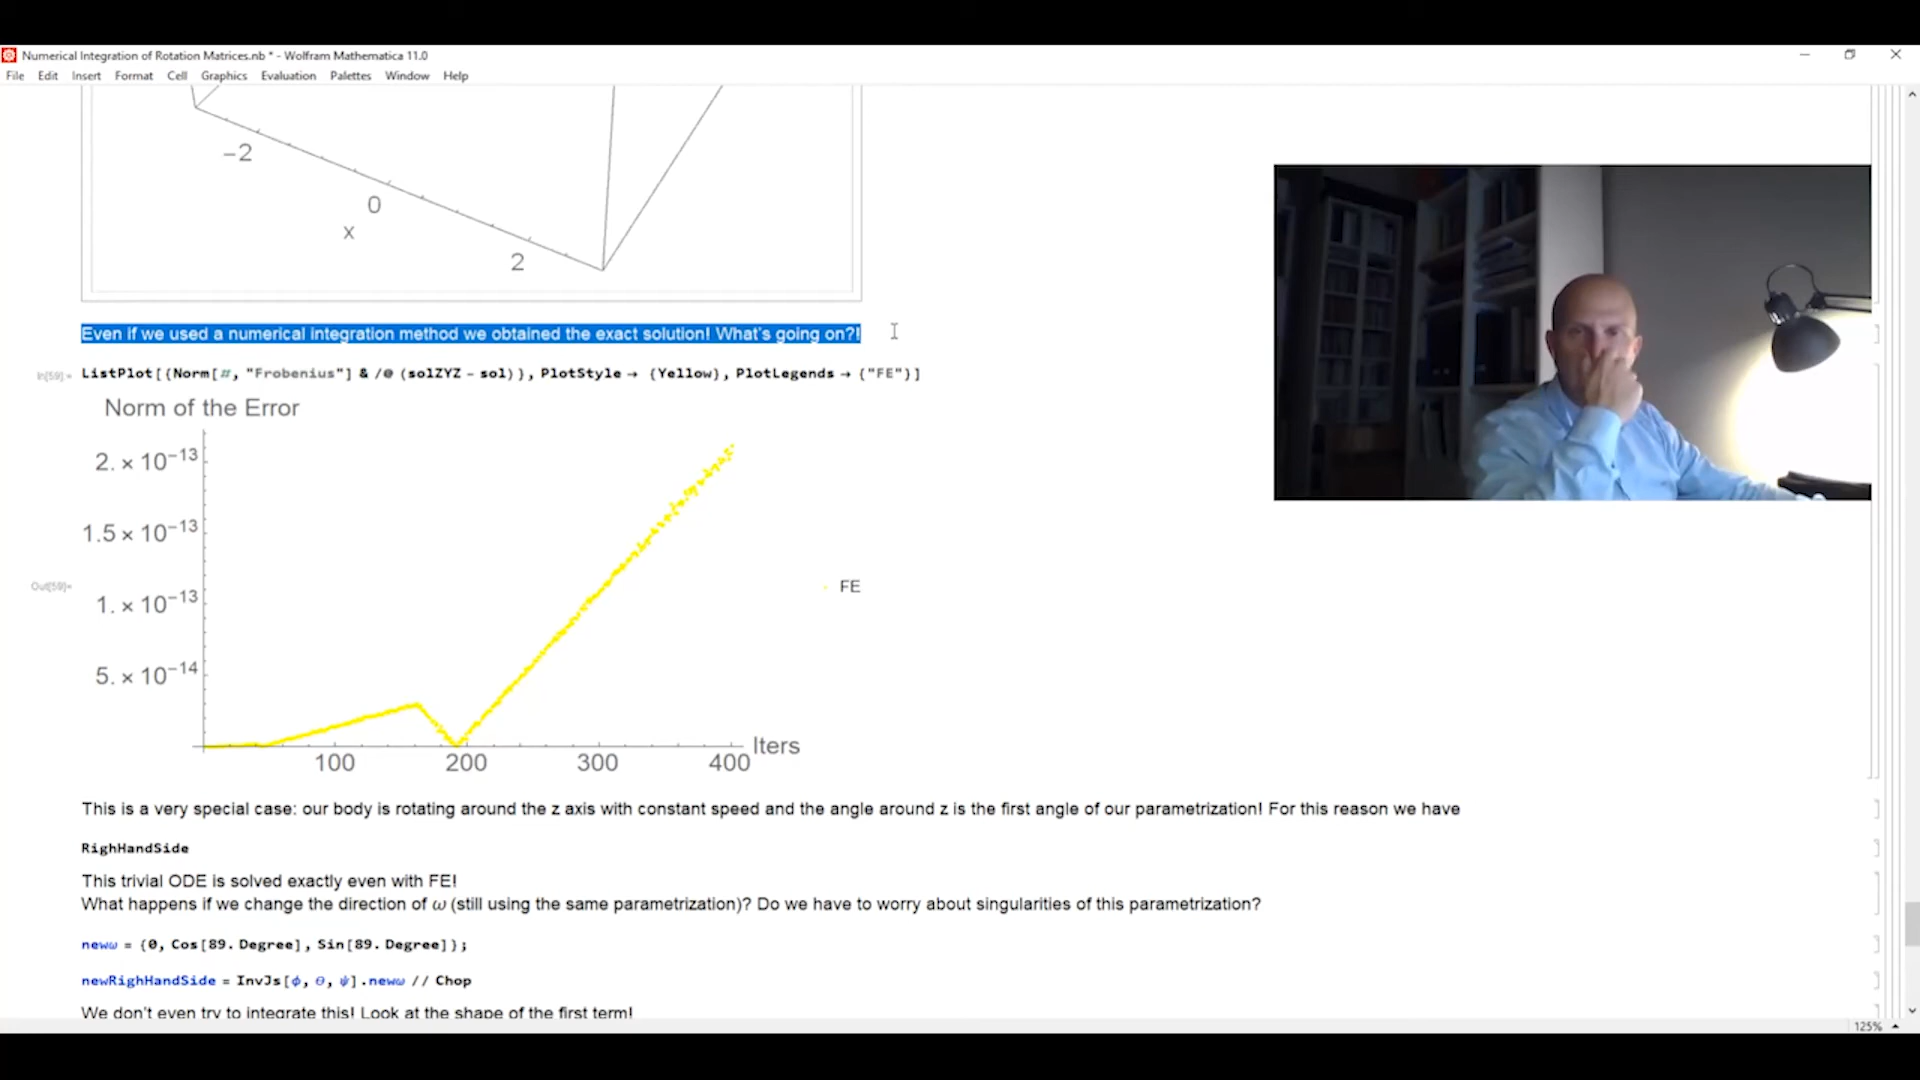 Numerical Integration of Rotation Matrices.nb * - Wolfram Mathematica 11.0
File Edit Insert Format Cell Graphics Evaluation Palettes Window Help
-2
0
x
2
Even if we used a numerical integration method we obtained the exact solution! What's going on?!
In[59]:= ListPlot[{Norm[#, "Frobenius"] & /@ (solZYZ - sol)}, PlotStyle → {Yellow}, PlotLegends → {"FE"}]
Norm of the Error
2. × 10⁻¹³
1.5 × 10⁻¹³
Out[59]=
1. × 10⁻¹³
FE
5. × 10⁻¹⁴
Iters
100 200 300 400
This is a very special case: our body is rotating around the z axis with constant speed and the angle around z is the first angle of our parametrization! For this reason we have
RighHandSide
This trivial ODE is solved exactly even with FE!
What happens if we change the direction of ω (still using the same parametrization)? Do we have to worry about singularities of this parametrization?
newω = {0, Cos[89. Degree], Sin[89. Degree]};
newRighHandSide = InvJs[ϕ, θ, ψ].newω // Chop
We don't even try to integrate this! Look at the shape of the first term!
125%